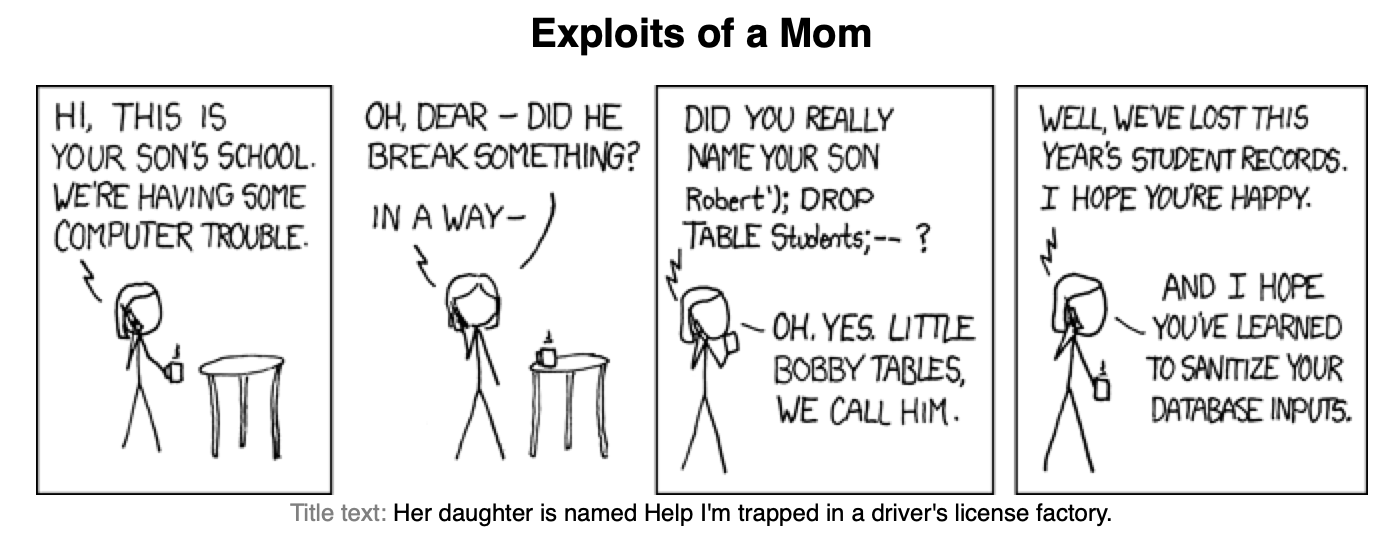 Exploits of a Mom
HI, THIS IS
YOUR SON'S SCHOOL.
WE'RE HAVING SOME
COMPUTER TROUBLE.
OH, DEAR – DID HE
BREAK SOMETHING?
IN A WAY–
DID YOU REALLY
NAME YOUR SON
Robert'); DROP
TABLE Students;-- ?
OH. YES. LITTLE
BOBBY TABLES,
WE CALL HIM.
WELL, WE'VE LOST THIS
YEAR'S STUDENT RECORDS.
I HOPE YOU'RE HAPPY.
AND I HOPE
YOU'VE LEARNED
TO SANITIZE YOUR
DATABASE INPUTS.
Title text: Her daughter is named Help I'm trapped in a driver's license factory.